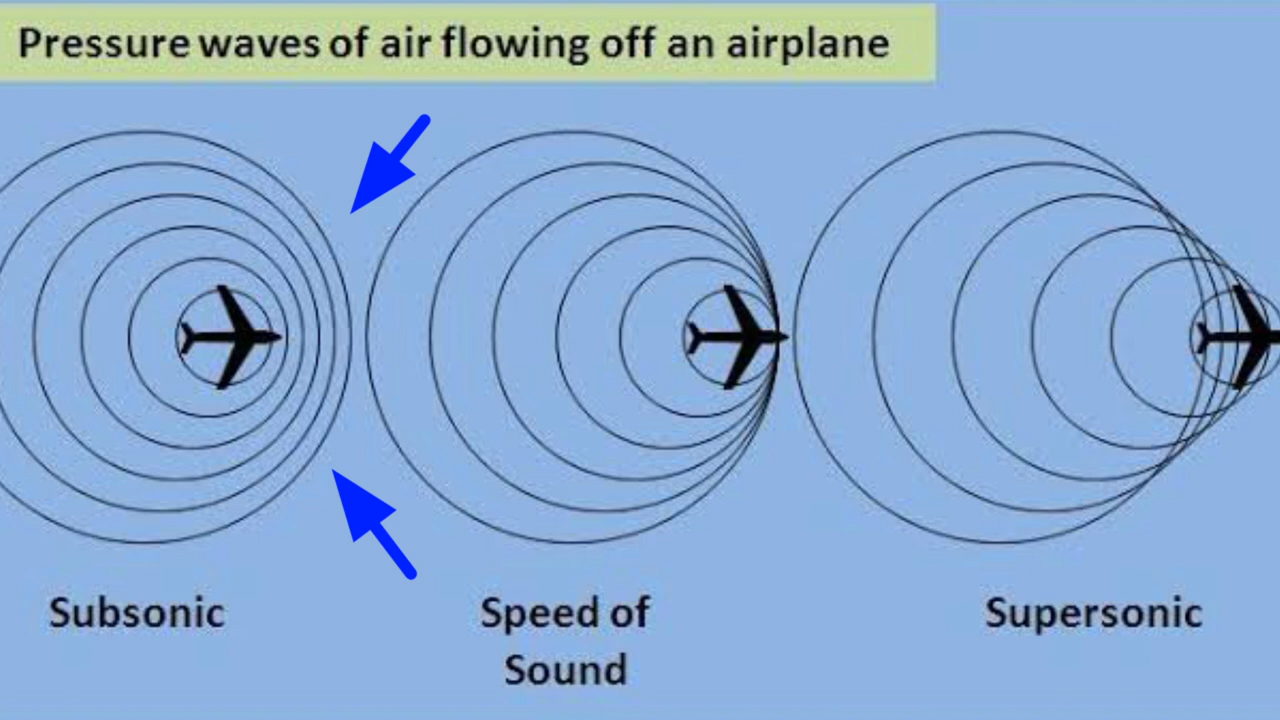 Pressure waves of air flowing off an airplane
Subsonic
Speed of
Sound
Supersonic